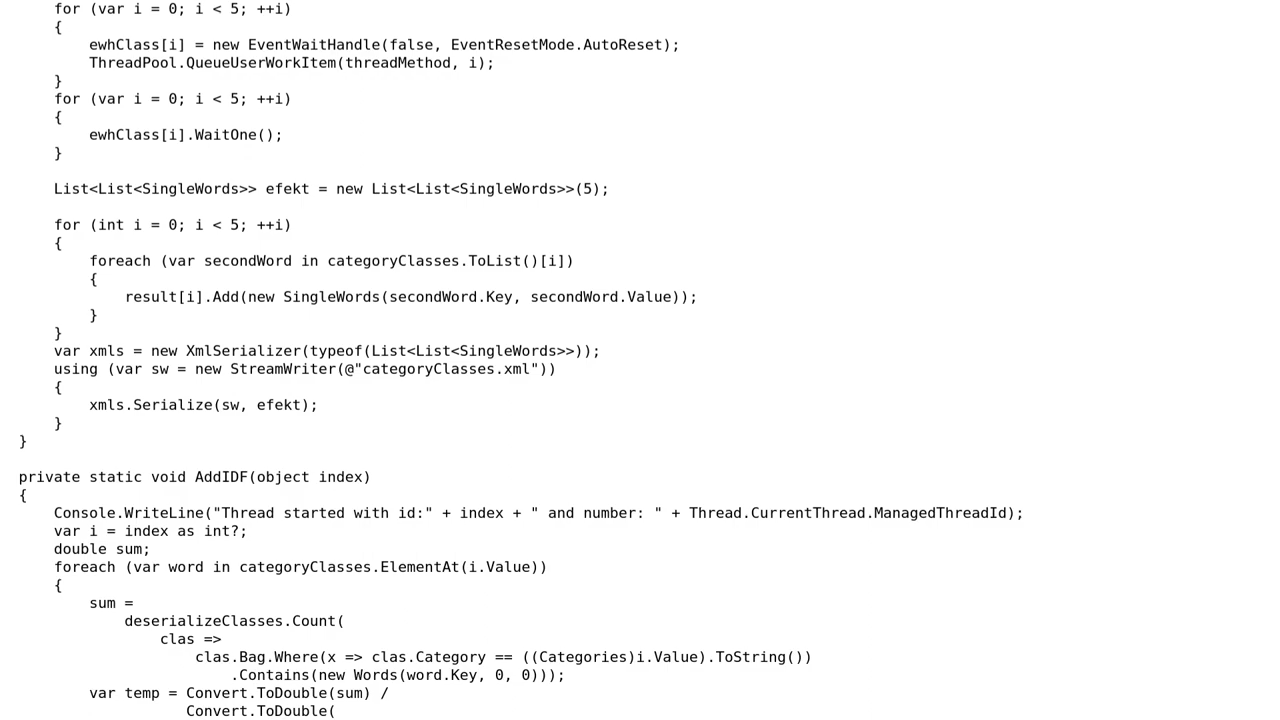 for (var i = 0; i < 5; ++i)
{
ewhClass[i] = new EventWaitHandle(false, EventResetMode.AutoReset);
ThreadPool.QueueUserWorkItem(threadMethod, i);
}
for (var i = 0; i < 5; ++i)
{
ewhClass[i].WaitOne();
}
List<List<SingleWords>> efekt = new List<List<SingleWords>>(5);
for (int i = 0; i < 5; ++i)
{
foreach (var secondWord in categoryClasses.ToList()[i])
{
result[i].Add(new SingleWords(secondWord.Key, secondWord.Value));
}
}
var xmls = new XmlSerializer(typeof(List<List<SingleWords>>));
using (var sw = new StreamWriter(@"categoryClasses.xml"))
{
xmls.Serialize(sw, efekt);
}
}
private static void AddIDF(object index)
{
Console.WriteLine("Thread started with id:" + index + " and number: " + Thread.CurrentThread.ManagedThreadId);
var i = index as int?;
double sum;
foreach (var word in categoryClasses.ElementAt(i.Value))
{
sum =
deserializeClasses.Count(
clas =>
clas.Bag.Where(x => clas.Category == ((Categories)i.Value).ToString())
.Contains(new Words(word.Key, 0, 0)));
var temp = Convert.ToDouble(sum) /
Convert.ToDouble(